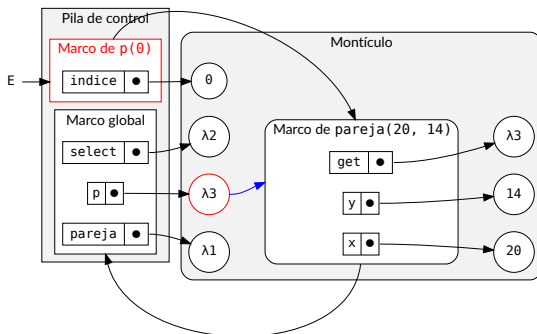 Pila de control
Marco de p(0)
E
indice
Marco global
select
p
pareja
Montículo
0
λ2
λ3
λ1
Marco de pareja(20, 14)
get
y
x
λ3
14
20